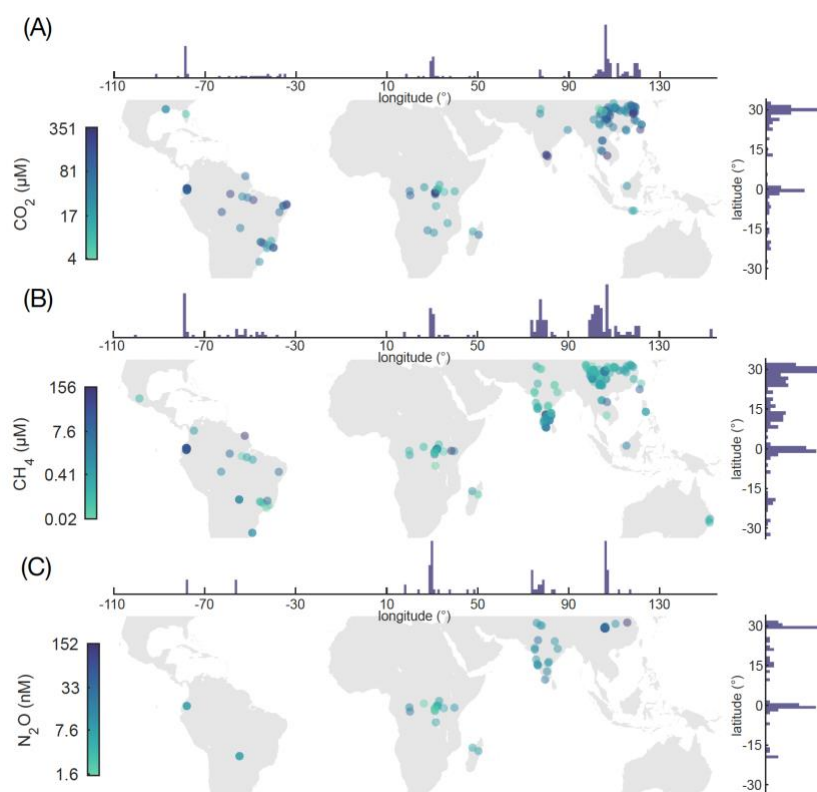 (A)
-110 -70 -30 10 50 90 130
longitude (°)
351
81
17
4
CO2 (µM)
30
15
0
-15
-30
latitude (°)
(B)
-110 -70 -30 10 50 90 130
longitude (°)
156
7.6
0.41
0.02
CH4 (µM)
30
15
0
-15
-30
latitude (°)
(C)
-110 -70 -30 10 50 90 130
longitude (°)
152
33
7.6
1.6
N2O (nM)
30
15
0
-15
-30
latitude (°)